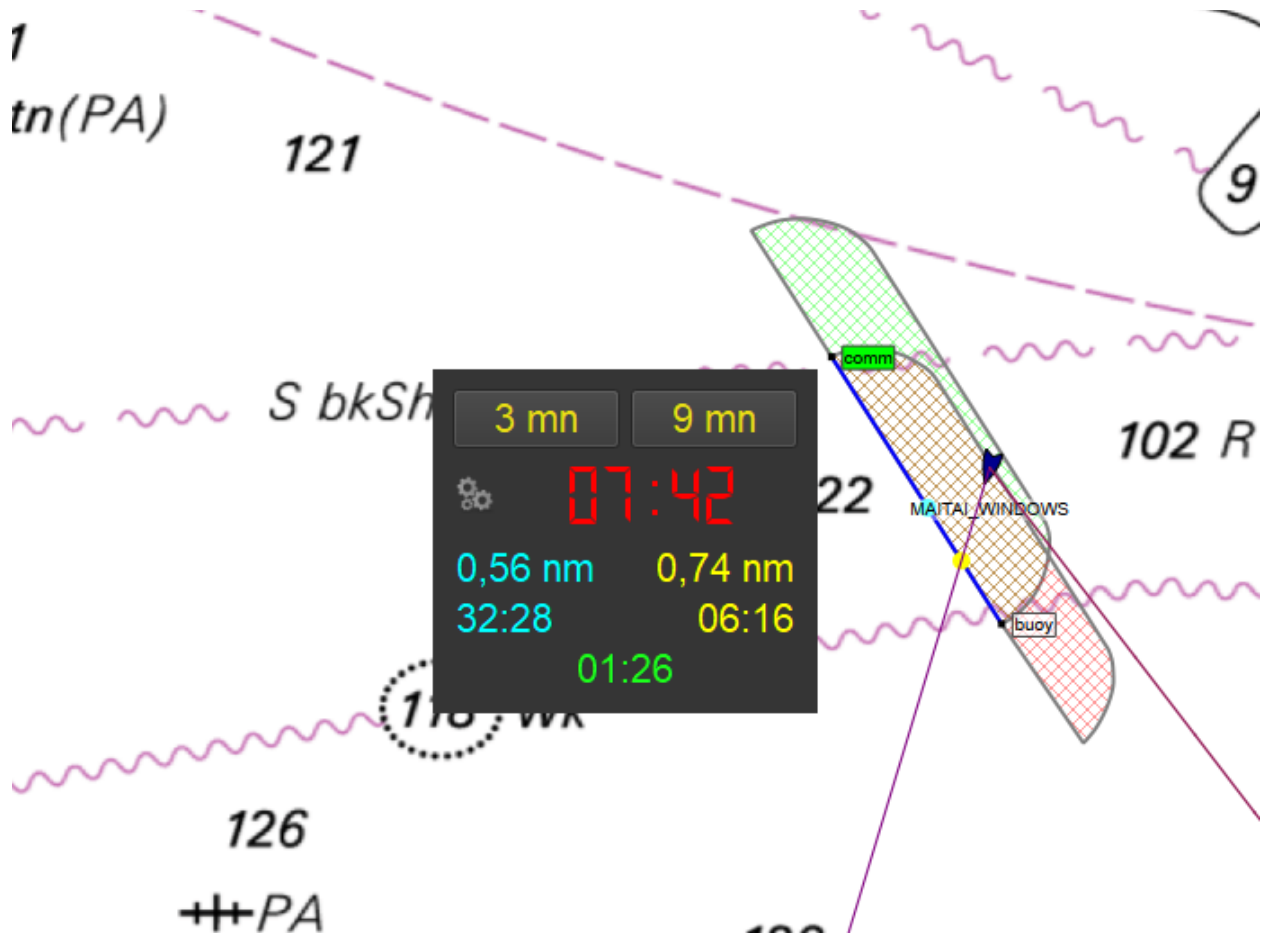 1
tn(PA)
121
9
comm
S bkSh
102 R
3 mn 9 mn
07:42
22
MAITAI_WINDOWS
0,56 nm 0,74 nm
32:28 06:16
buoy
01:26
118 Wk
126
PA